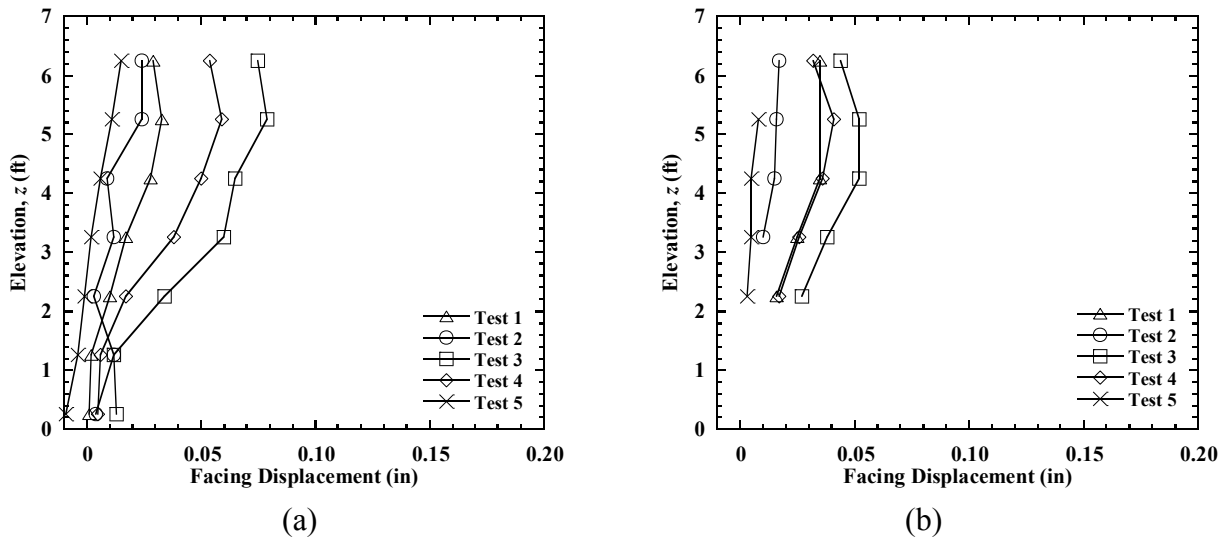 7
6
5
4
3
2
1
0
Elevation, z (ft)
0
0.05
0.10
0.15
0.20
Facing Displacement (in)
Test 1
Test 2
Test 3
Test 4
Test 5
(a)
7
6
5
4
3
2
1
0
Elevation, z (ft)
0
0.05
0.10
0.15
0.20
Facing Displacement (in)
Test 1
Test 2
Test 3
Test 4
Test 5
(b)